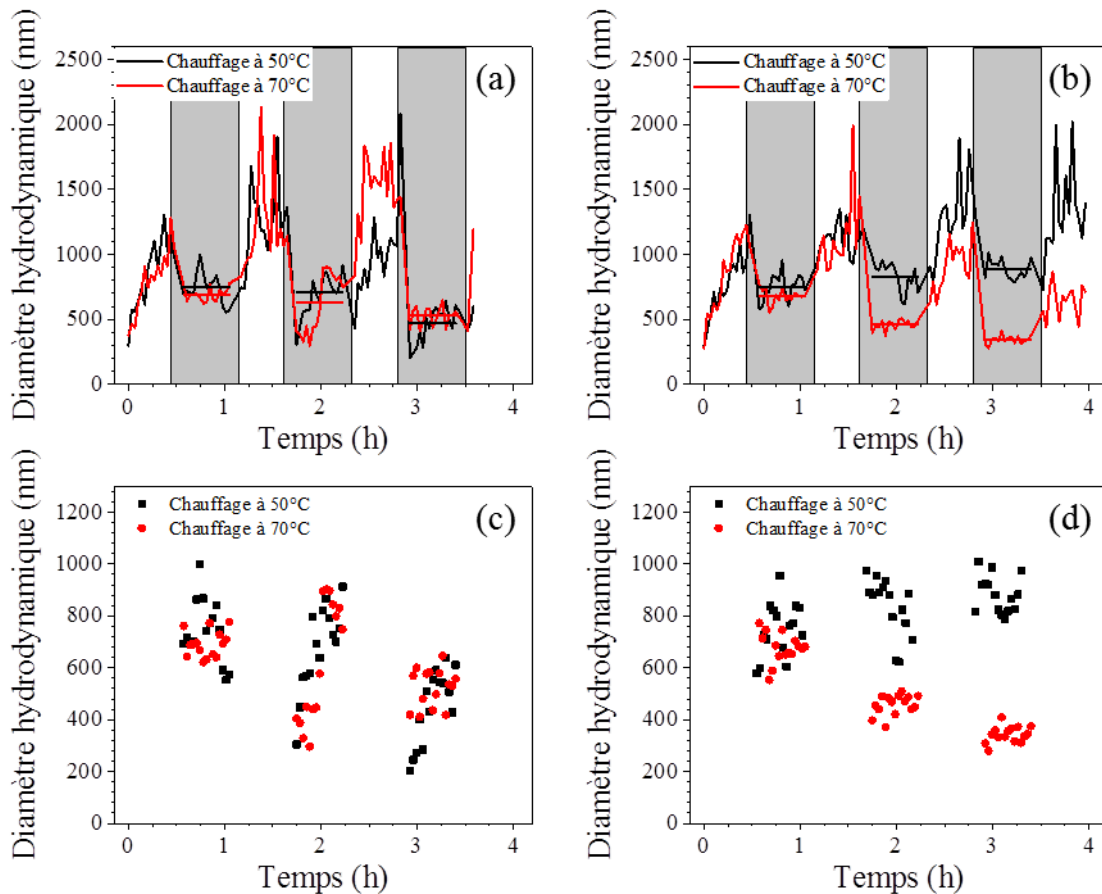 Diamètre hydrodynamique (nm)
2500
2000
1500
1000
500
0
Chauffage à 50°C
Chauffage à 70°C
(a)
0 1 2 3 4
Temps (h)
Diamètre hydrodynamique (nm)
2500
2000
1500
1000
500
0
Chauffage à 50°C
Chauffage à 70°C
(b)
0 1 2 3 4
Temps (h)
Diamètre hydrodynamique (nm)
1200
1000
800
600
400
200
0
Chauffage à 50°C
Chauffage à 70°C
(c)
0 1 2 3 4
Temps (h)
Diamètre hydrodynamique (nm)
1200
1000
800
600
400
200
0
Chauffage à 50°C
Chauffage à 70°C
(d)
0 1 2 3 4
Temps (h)